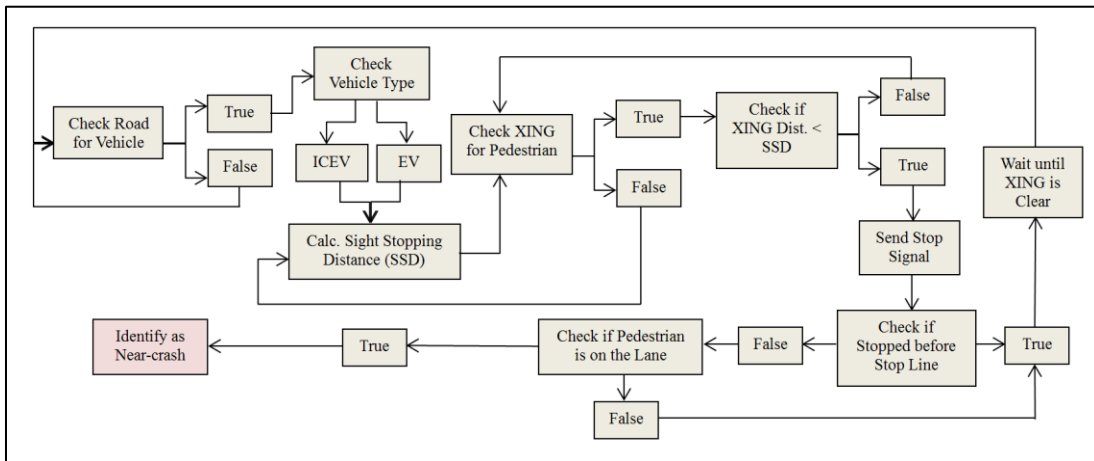 Check
Vehicle Type
True
Check Road
for Vehicle
False
ICEV
EV
Calc. Sight Stopping
Distance (SSD)
Check XING
for Pedestrian
True
False
Check if
XING Dist. <
SSD
False
True
Send Stop
Signal
Wait until
XING is
Clear
Check if
Stopped before
Stop Line
True
False
Check if Pedestrian
is on the Lane
True
False
Identify as
Near-crash